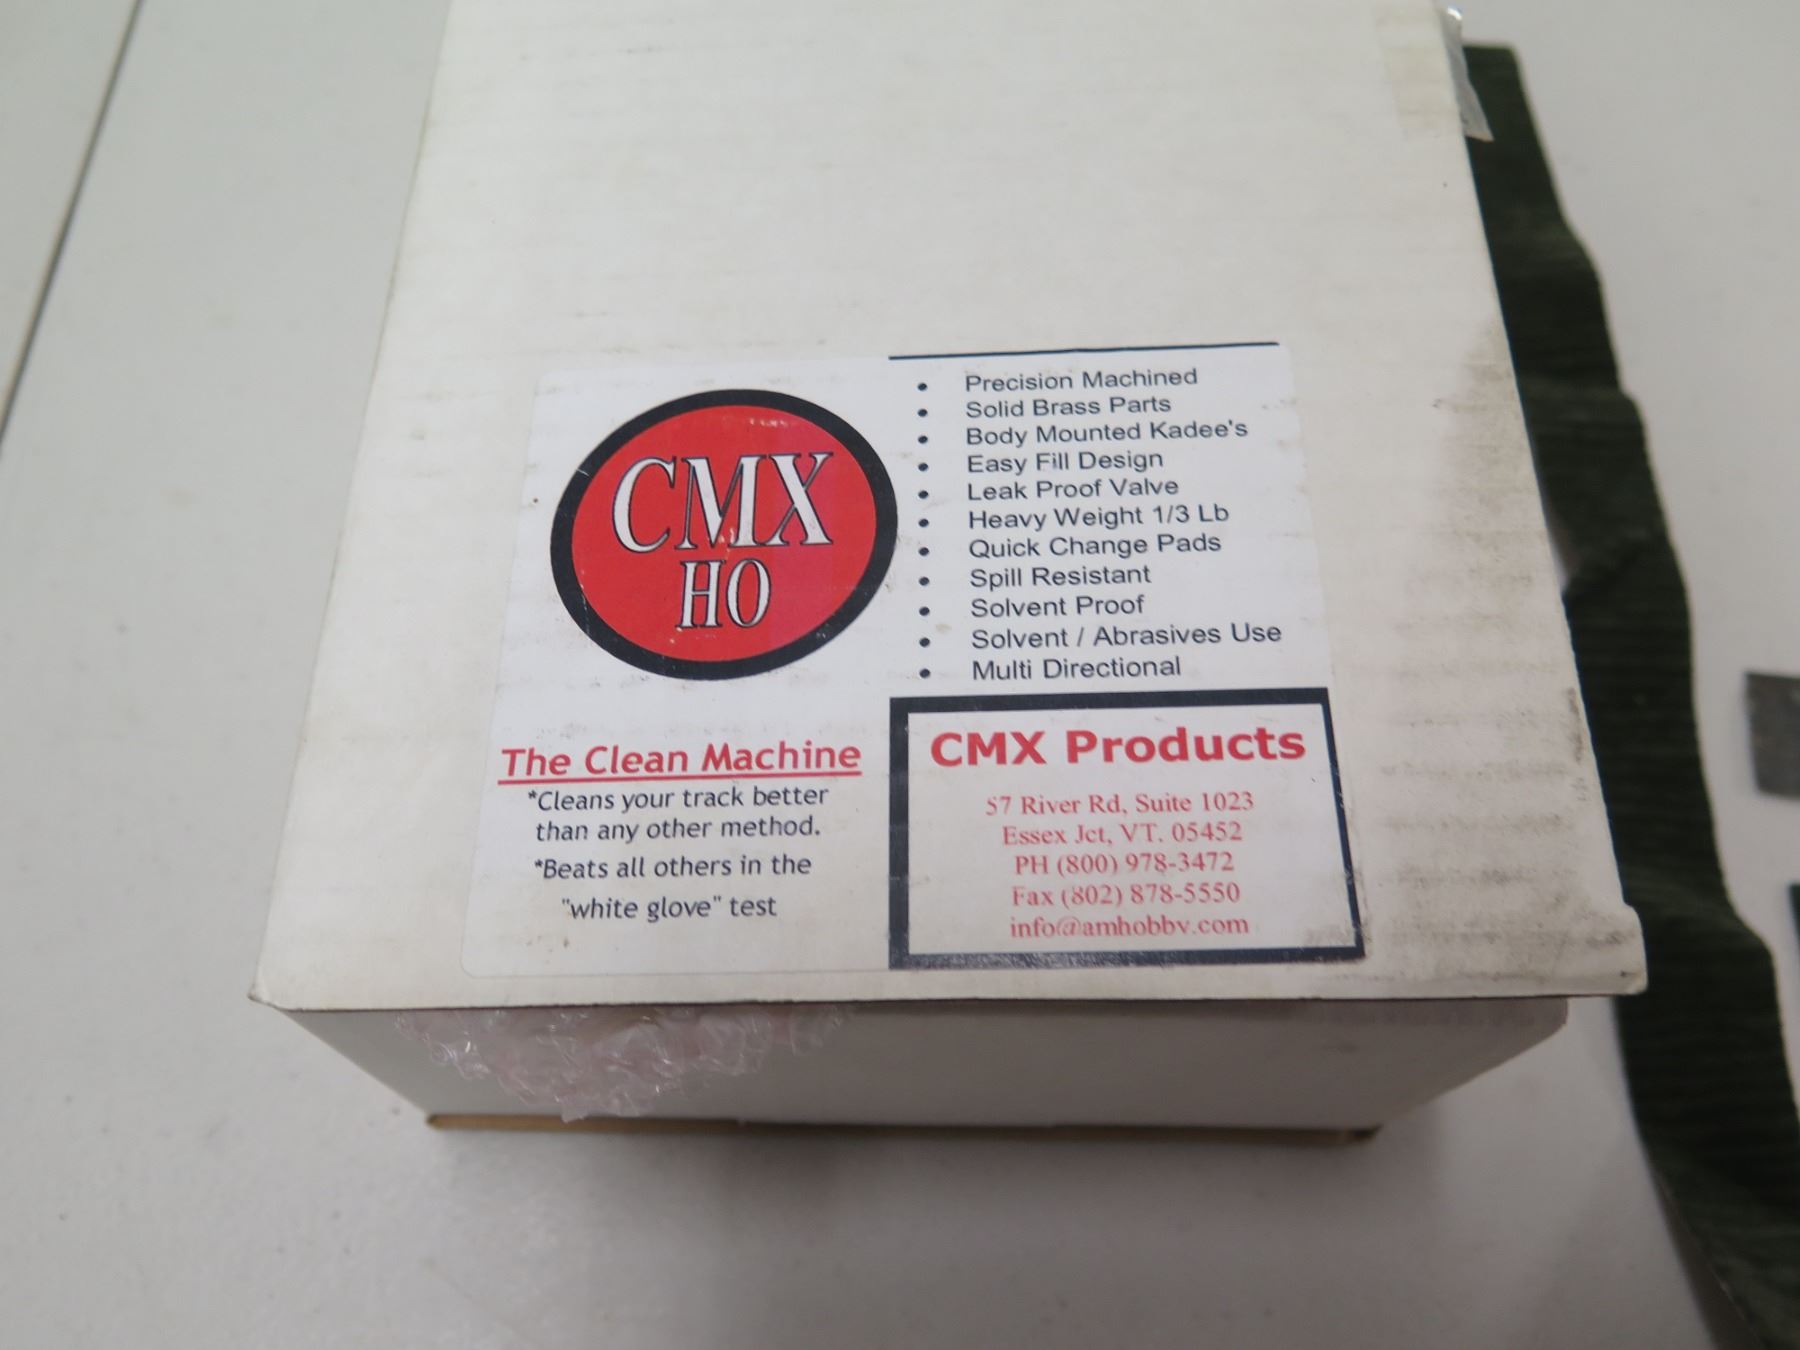 CMX
HO
• Precision Machined
• Solid Brass Parts
• Body Mounted Kadee's
• Easy Fill Design
• Leak Proof Valve
• Heavy Weight 1/3 Lb
• Quick Change Pads
• Spill Resistant
• Solvent Proof
• Solvent / Abrasives Use
• Multi Directional
The Clean Machine
*Cleans your track better
than any other method.
*Beats all others in the
"white glove" test
CMX Products
57 River Rd, Suite 1023
Essex Jct, VT. 05452
PH (800) 978-3472
Fax (802) 878-5550
info@amhobby.com